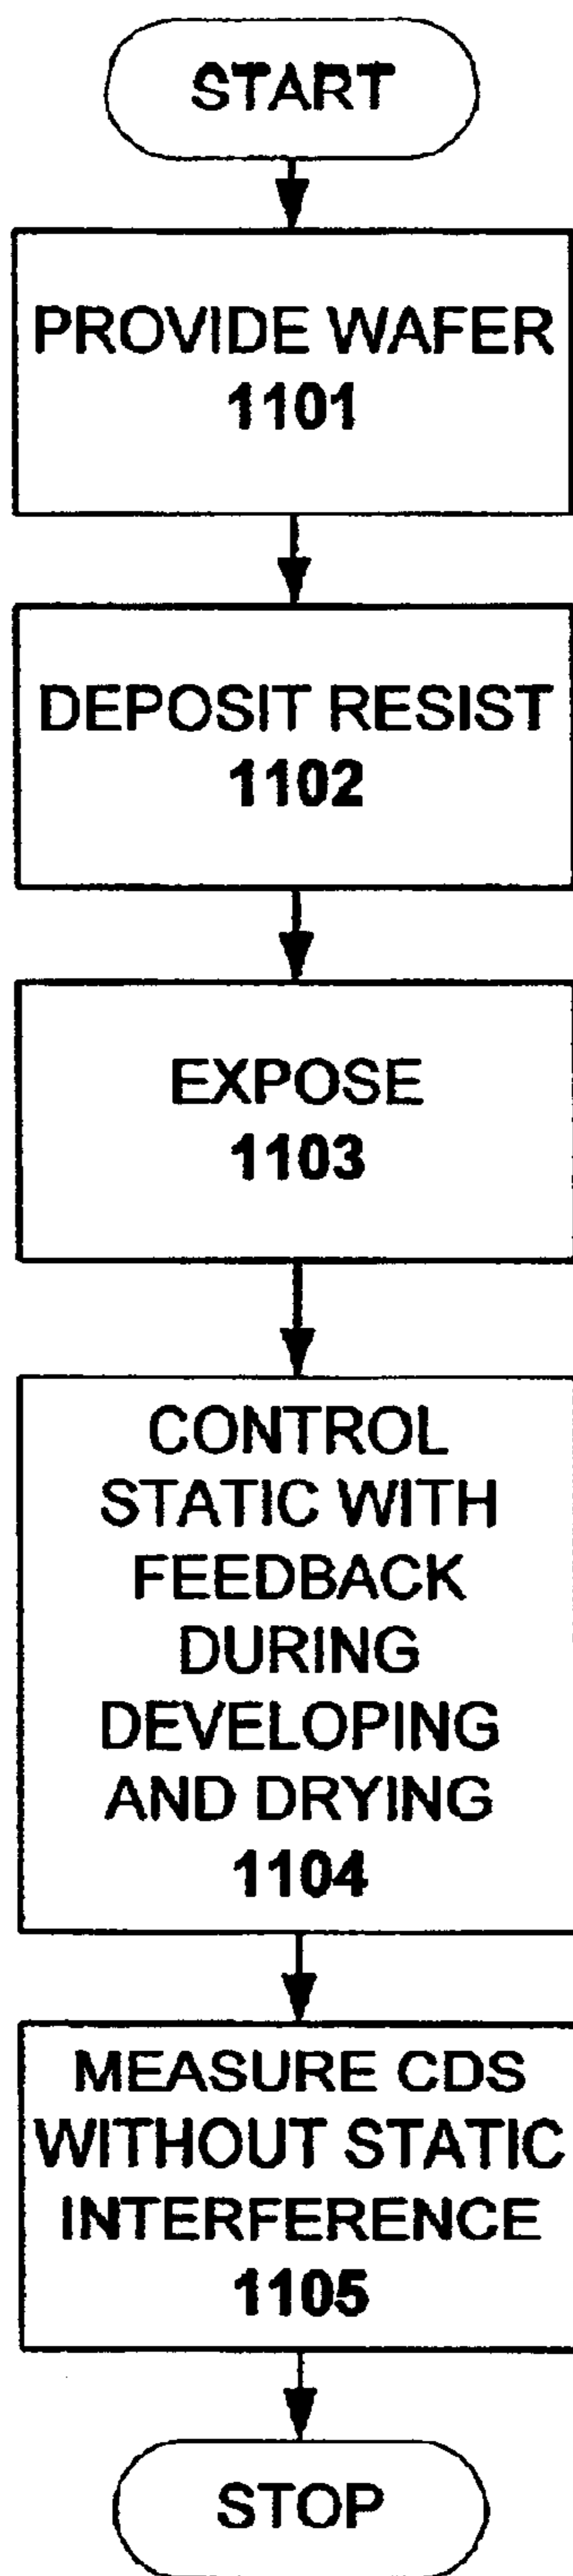 START
PROVIDE WAFER
1101
DEPOSIT RESIST
1102
EXPOSE
1103
CONTROL
STATIC WITH
FEEDBACK
DURING
DEVELOPING
AND DRYING
1104
MEASURE CDS
WITHOUT STATIC
INTERFERENCE
1105
STOP